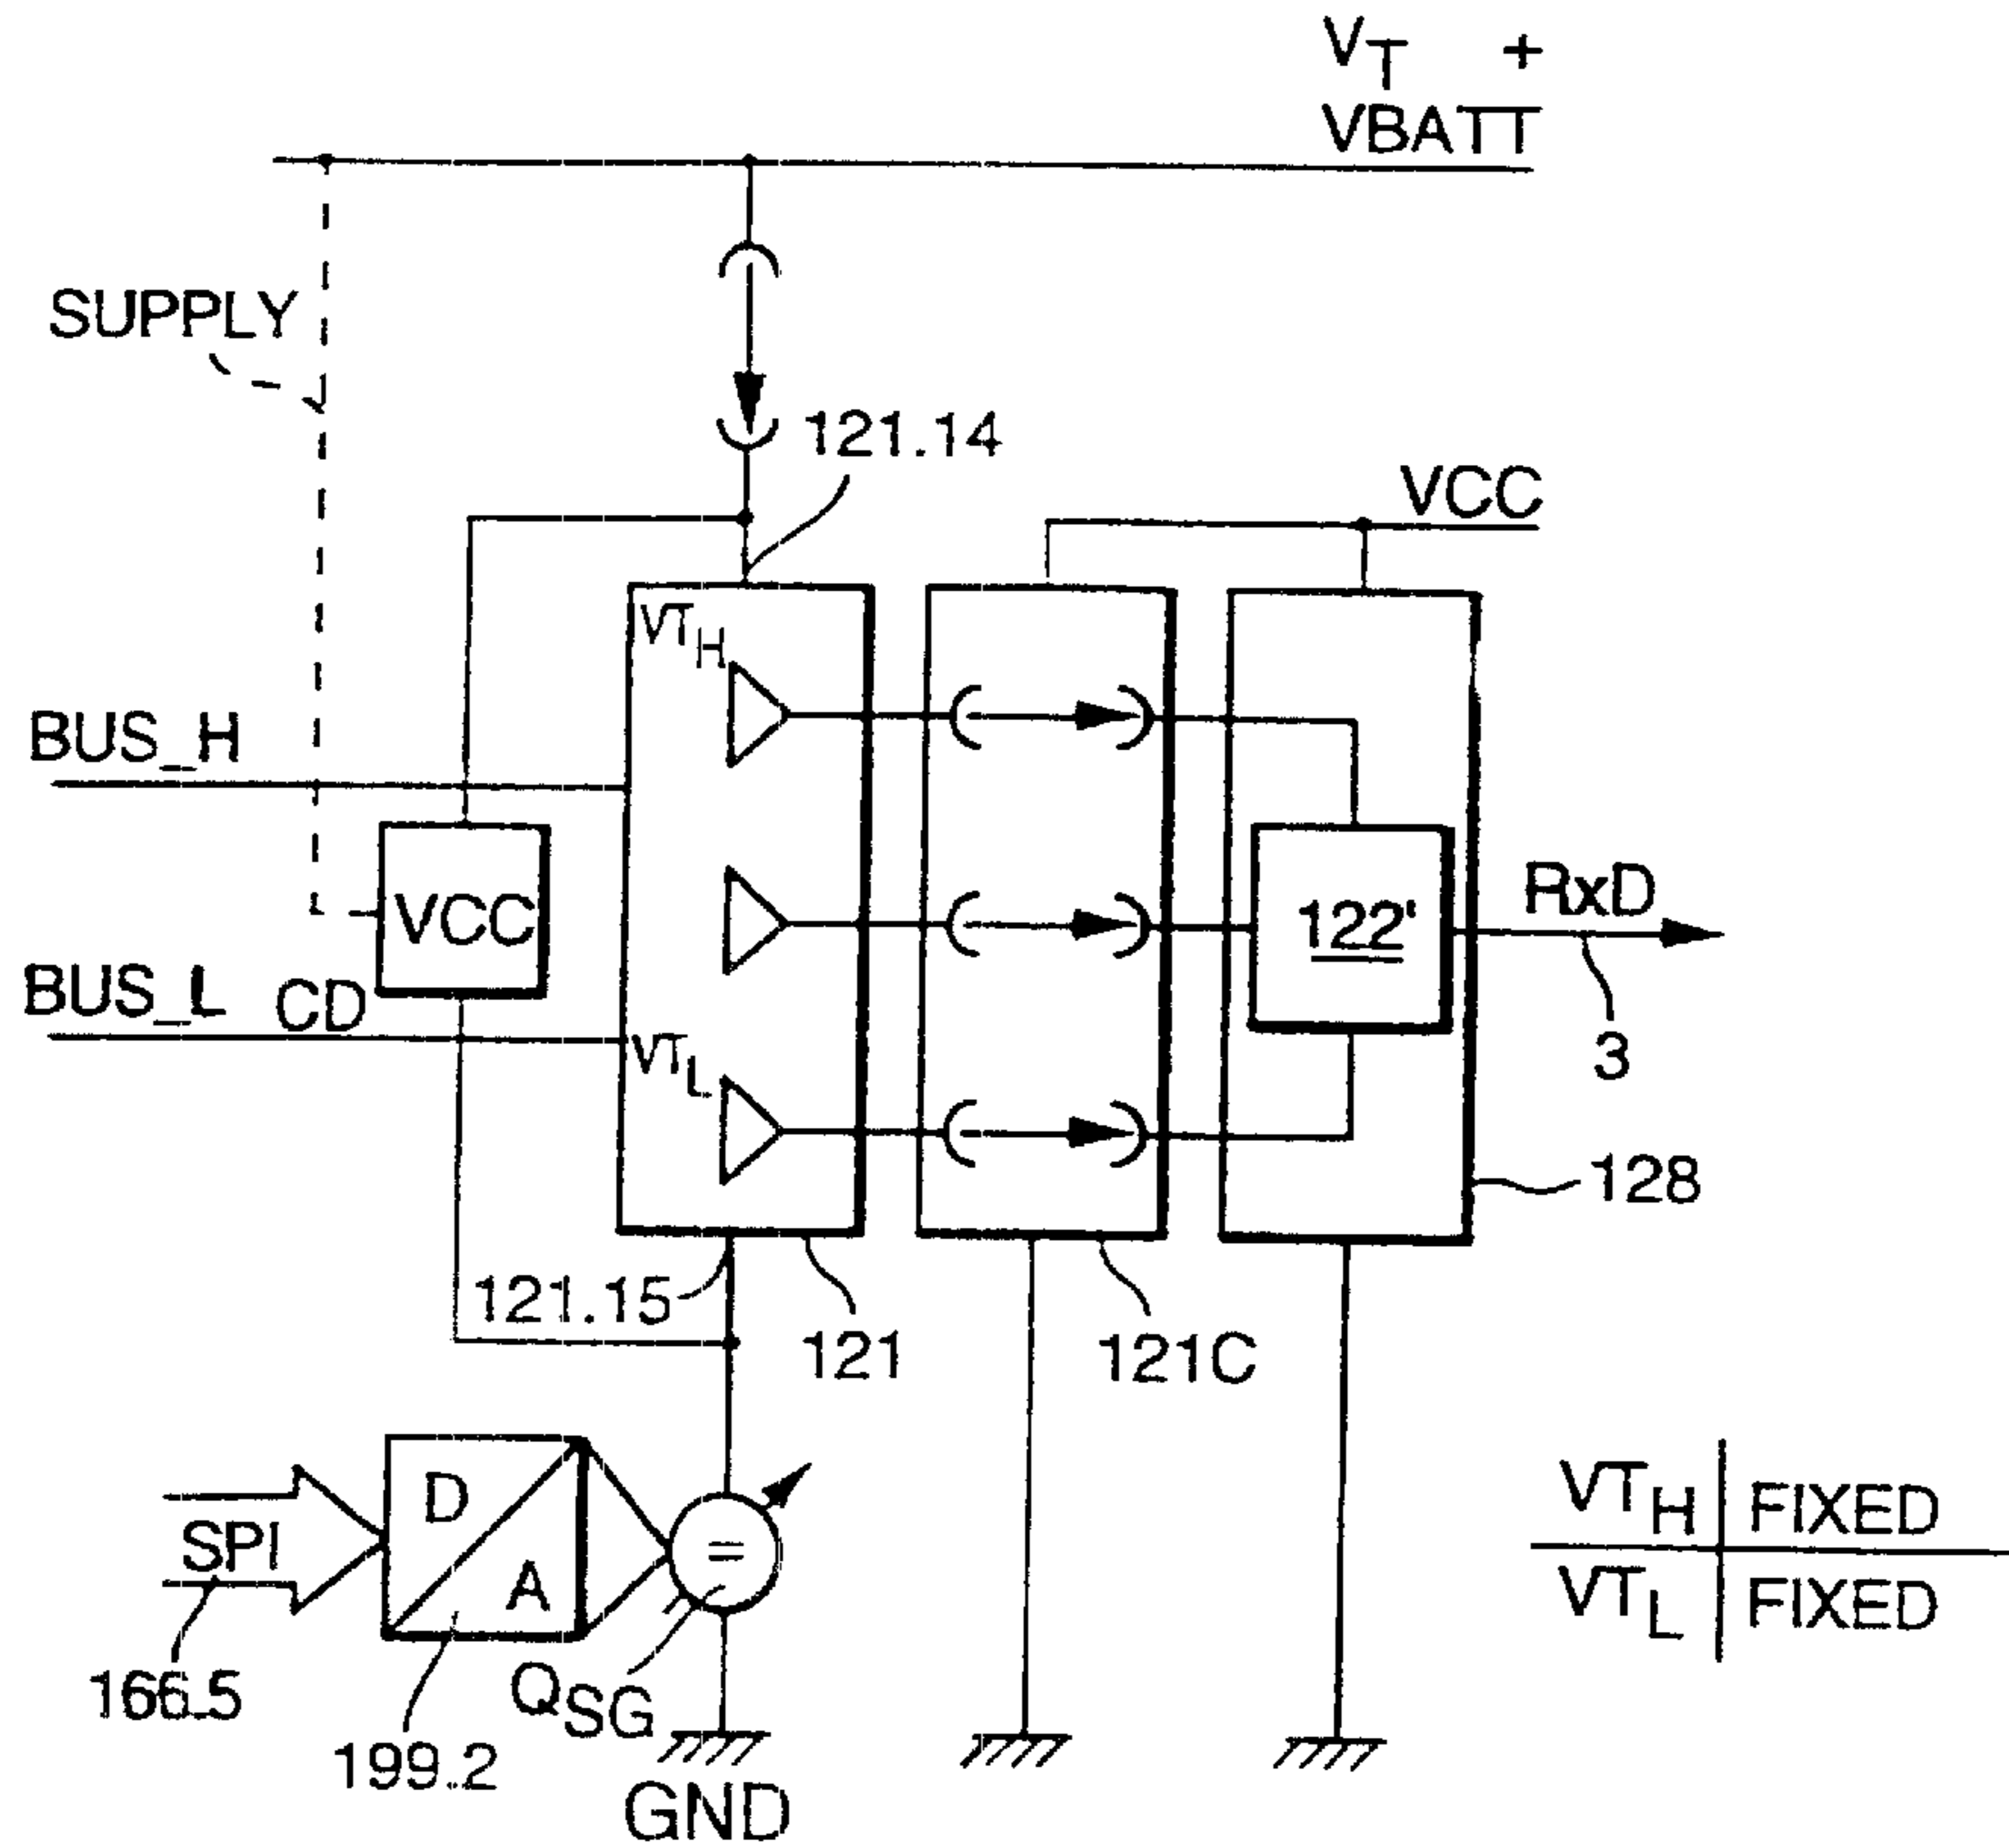 VT +
VBATT
SUPPLY
121.14
VCC
VTH
BUS_H
VCC
122'
RxD
BUS_L
CD
VTL
3
128
121.15
121
121C
D
A
SPI
=
VTH FIXED
VTL FIXED
166.5
QSG
199.2
GND